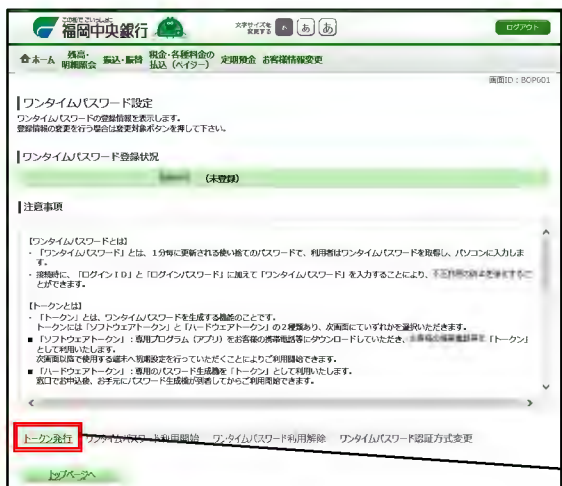 この街でごいっしょに
福岡中央銀行
文字サイズを
変更する
あ あ あ
ログアウト
ホーム
残高・
明細照会
振込・振替
税金・各種料金の
払込(ペイジー)
定期預金
お客様情報変更
画面ID:BOPG01
ワンタイムパスワード設定
ワンタイムパスワードの登録情報を表示します。
登録情報の変更を行う場合は変更対象ボタンを押して下さい。
ワンタイムパスワード登録状況
(未登録)
注意事項
【ワンタイムパスワードとは】
・「ワンタイムパスワード」とは、1分毎に更新される使い捨てのパスワードで、利用者はワンタイムパスワードを取得し、パソコンに入力しま
す。
・接続時に、「ログインID」と「ログインパスワード」に加えて「ワンタイムパスワード」を入力することにより、
とができます。
【トークンとは】
・「トークン」とは、ワンタイムパスワードを生成する機能のことです。
トークンには「ソフトウェアトークン」と「ハードウェアトークン」の2種類あり、次画面にていずれかを選択いただきます。
■「ソフトウェアトークン」:専用プログラム(アプリ)をお客様の携帯電話等にダウンロードしていただき、 「トークン」
として利用いたします。
次画面以降で使用する端末へ初期設定を行っていただくことによりご利用開始できます。
■「ハードウェアトークン」:専用のパスワード生成機を「トークン」として利用いたします。
窓口でお申込後、お手元にパスワード生成機が到着してからご利用開始できます。
トークン発行 ワンタイムパスワード利用開始 ワンタイムパスワード利用解除 ワンタイムパスワード認証方式変更
トップページへ